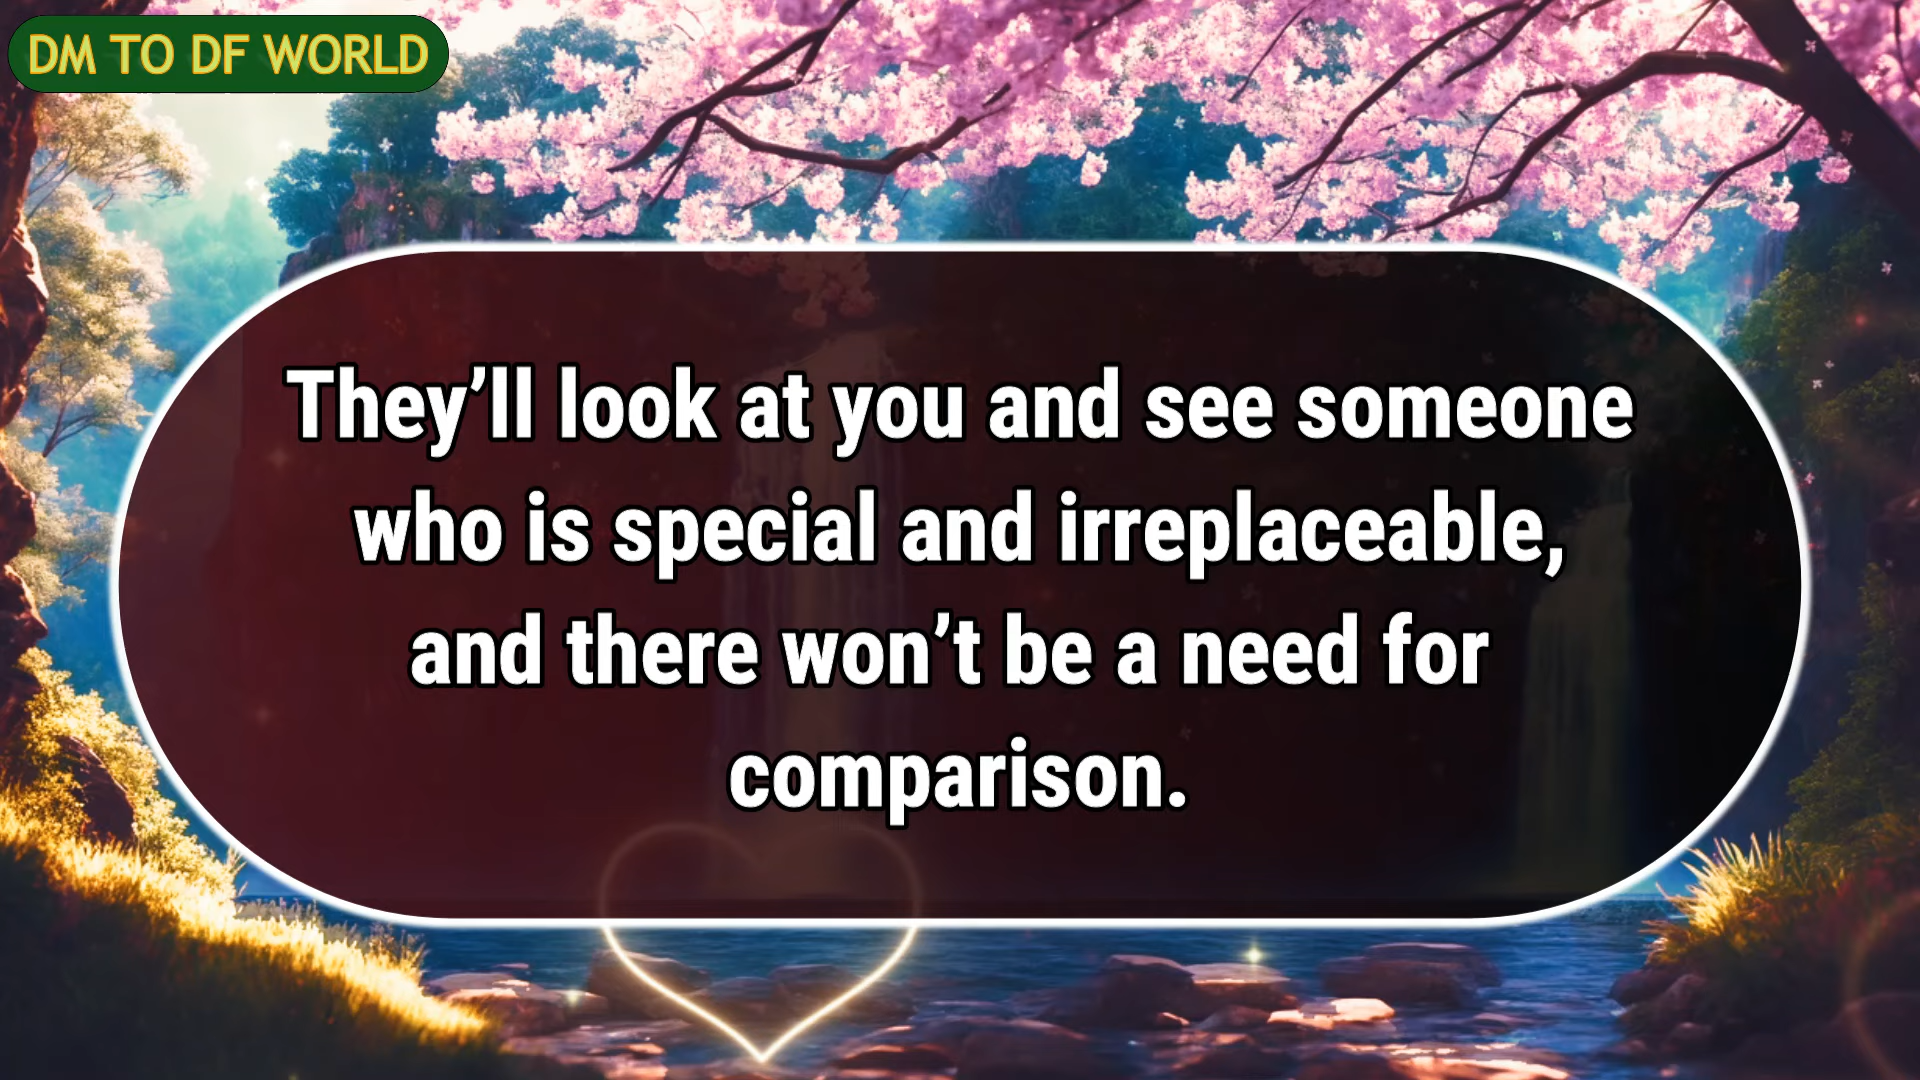 DM TO DF WORLD
They’ll look at you and see someone
who is special and irreplaceable,
and there won’t be a need for
comparison.